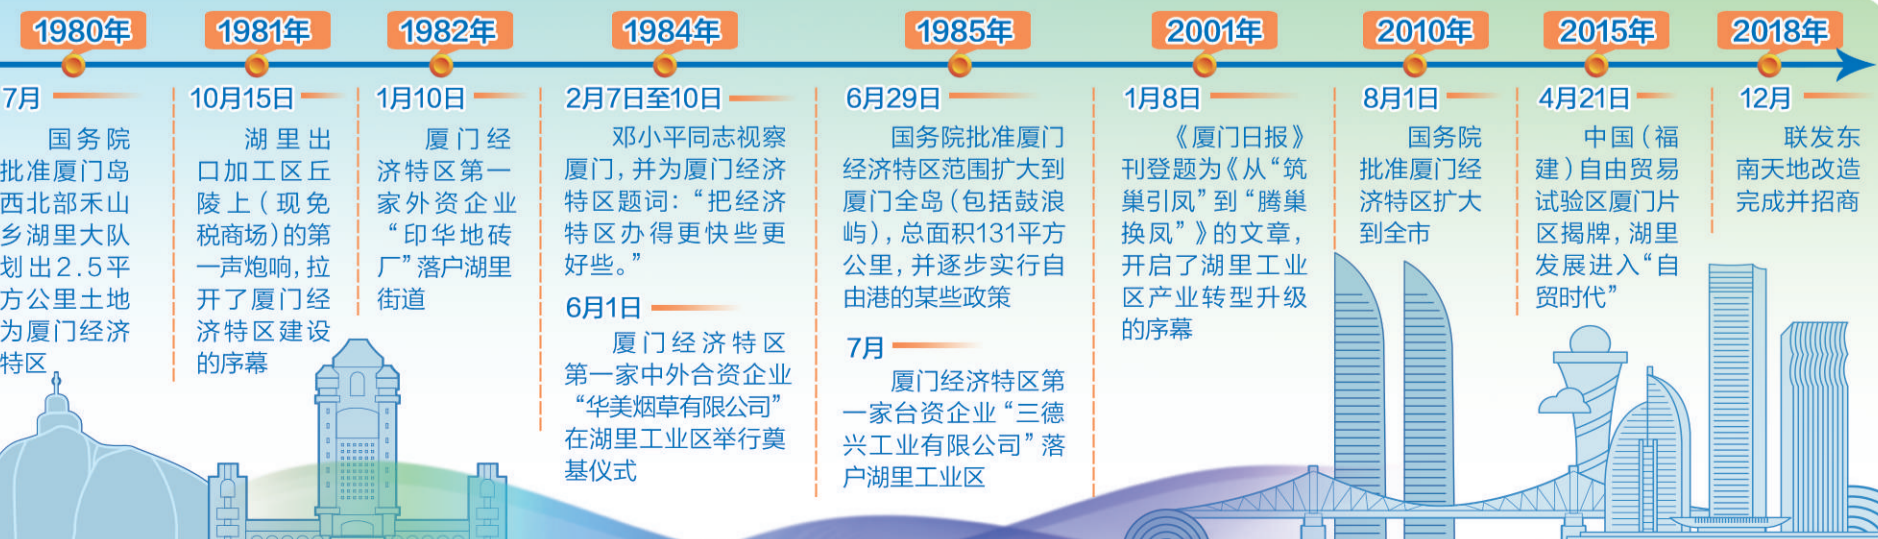 1980年
7月
国务院
批准厦门岛
西北部禾山
乡湖里大队
划出2.5平
方公里土地
为厦门经济
特区
1981年
10月15日
湖里出
口加工区丘
陵上（现免
税商场）的第
一声炮响，拉
开了厦门经
济特区建设
的序幕
1982年
1月10日
厦门经
济特区第一
家外资企业
“印华地砖
厂”落户湖里
街道
1984年
2月7日至10日
邓小平同志视察
厦门，并为厦门经济
特区题词：“把经济
特区办得更快些更
好些。”
6月1日
厦门经济特区
第一家中外合资企业
“华美烟草有限公司”
在湖里工业区举行奠
基仪式
1985年
6月29日
国务院批准厦门
经济特区范围扩大到
厦门全岛（包括鼓浪
屿），总面积131平方
公里，并逐步实行自
由港的某些政策
7月
厦门经济特区第
一家台资企业“三德
兴工业有限公司”落
户湖里工业区
2001年
1月8日
《厦门日报》
刊登题为《从“筑
巢引凤”到“腾巢
换凤”》的文章，
开启了湖里工业
区产业转型升级
的序幕
2010年
8月1日
国务院
批准厦门经
济特区扩大
到全市
2015年
4月21日
中国（福
建）自由贸易
试验区厦门片
区揭牌，湖里
发展进入“自
贸时代”
2018年
12月
联发东
南天地改造
完成并招商